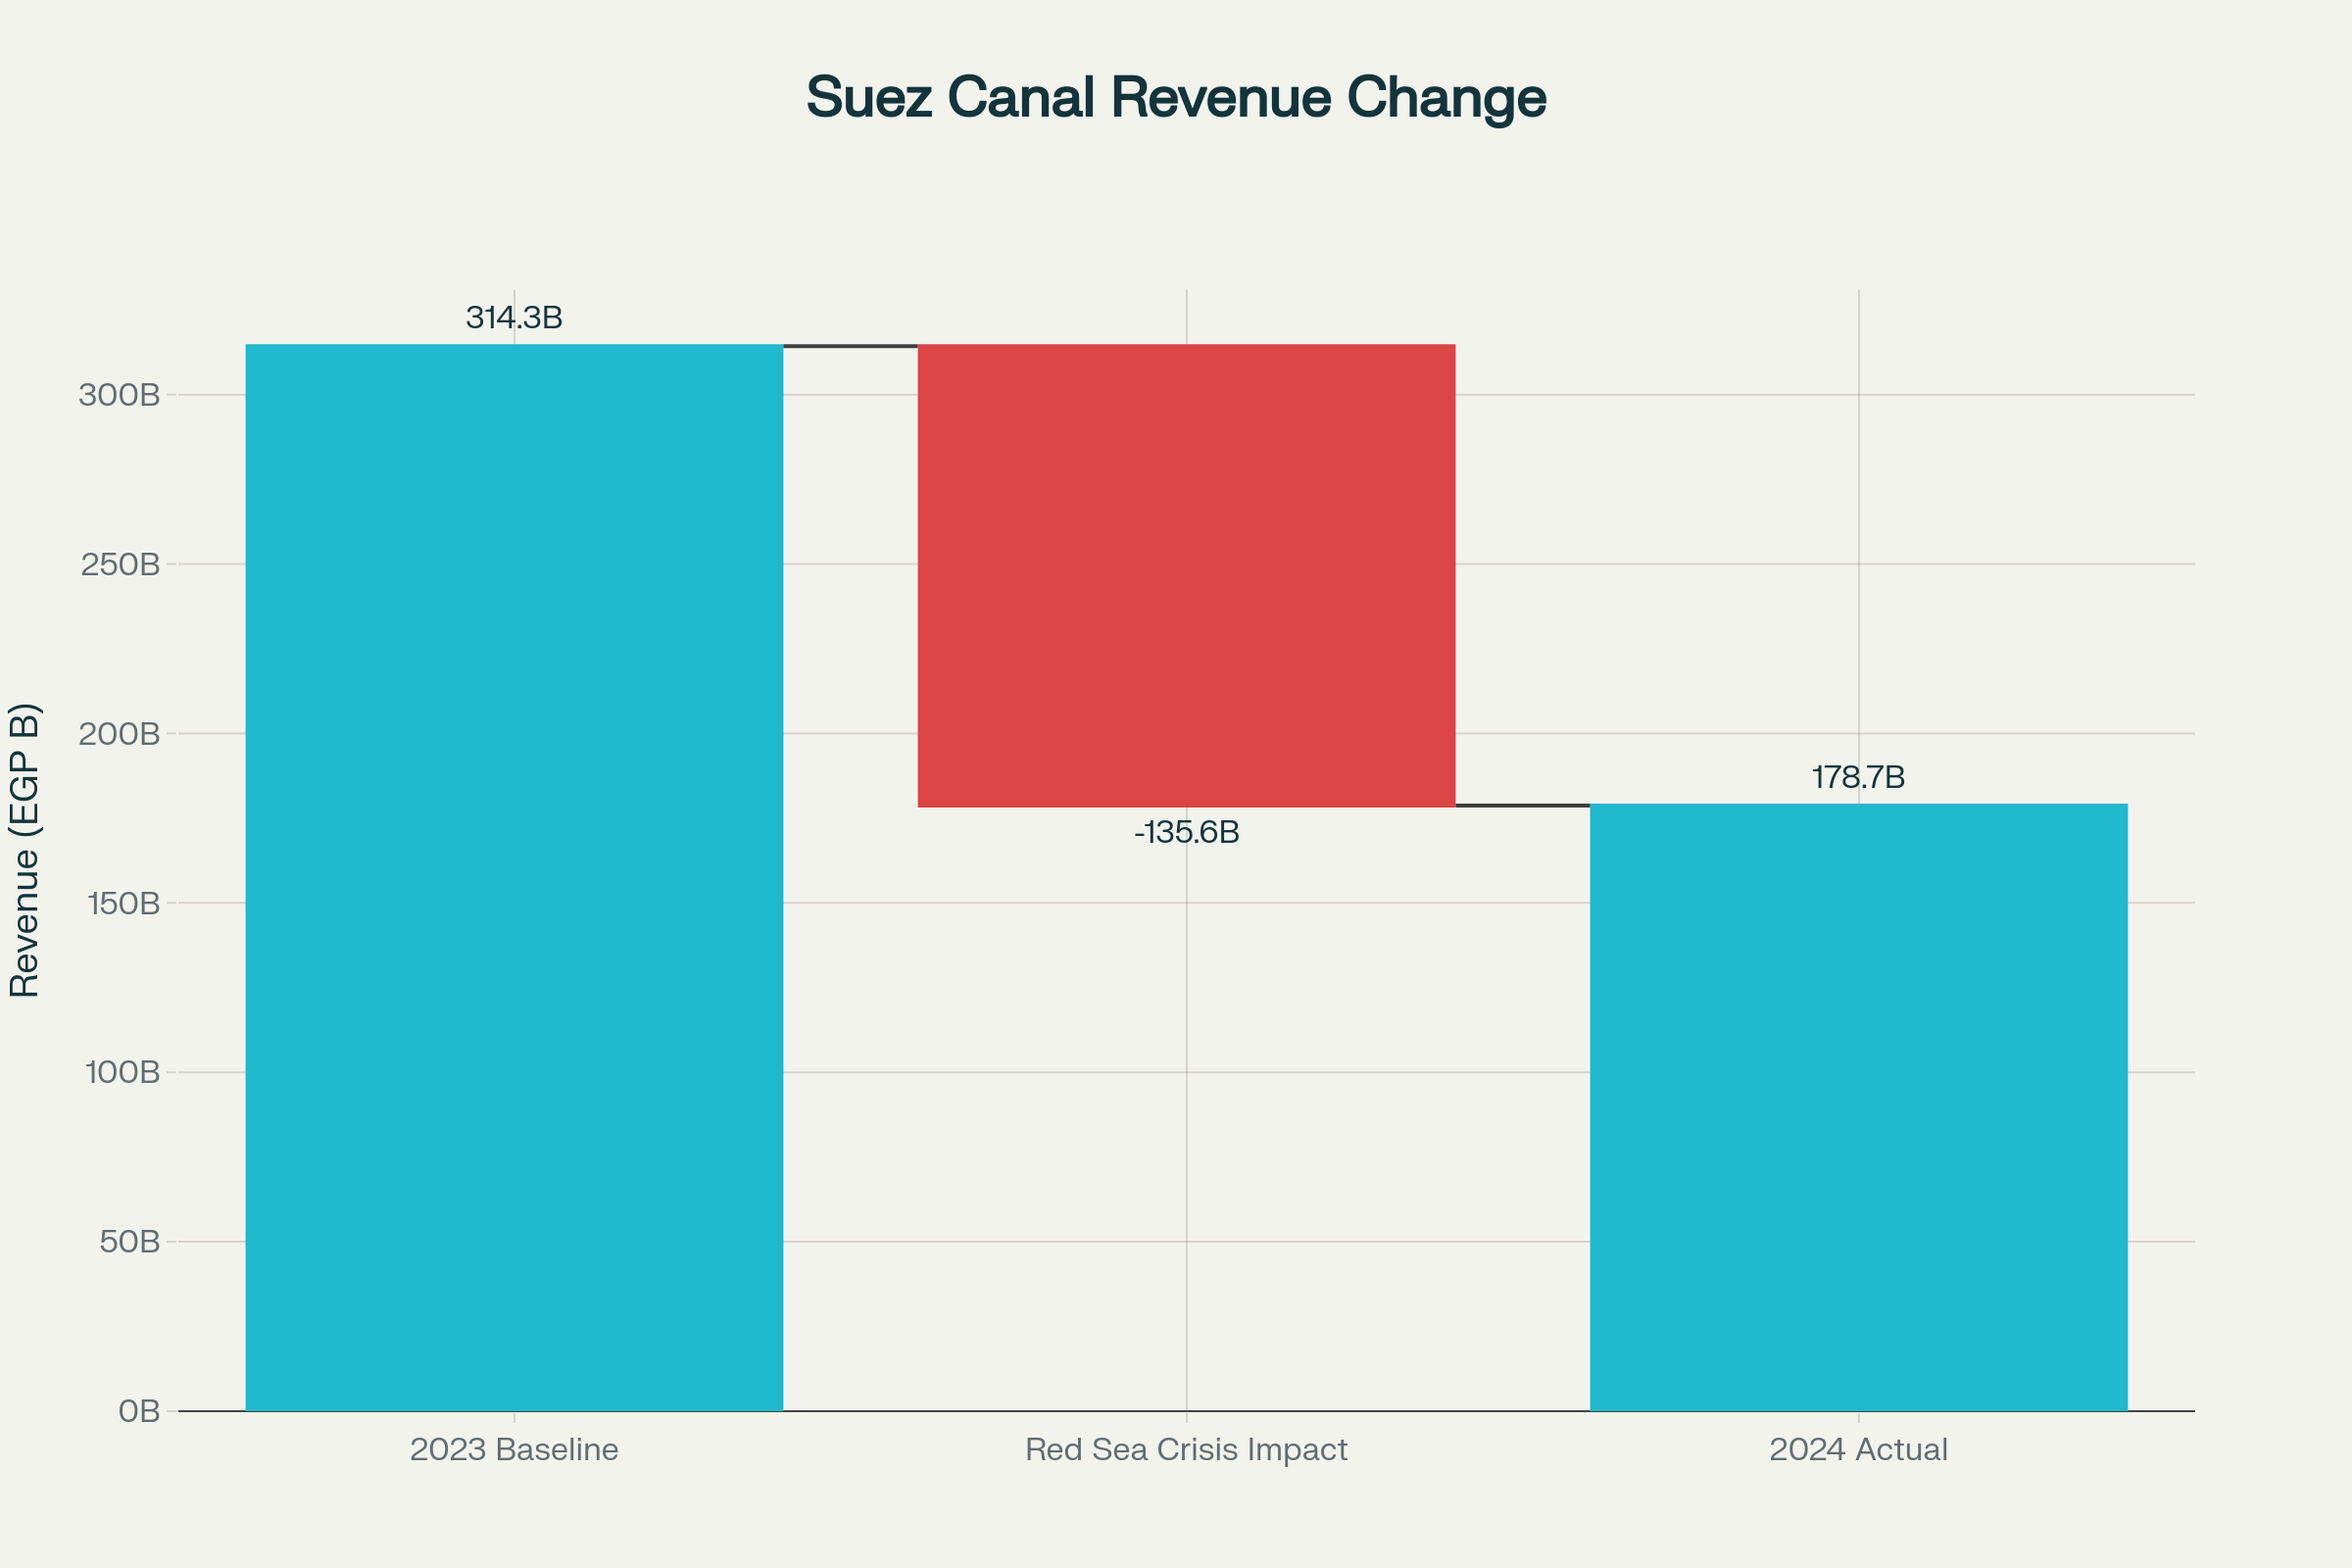 Suez Canal Revenue Change
Revenue (EGP B)
300B
250B
200B
150B
100B
50B
0B
314.3B
-135.6B
178.7B
2023 Baseline
Red Sea Crisis Impact
2024 Actual